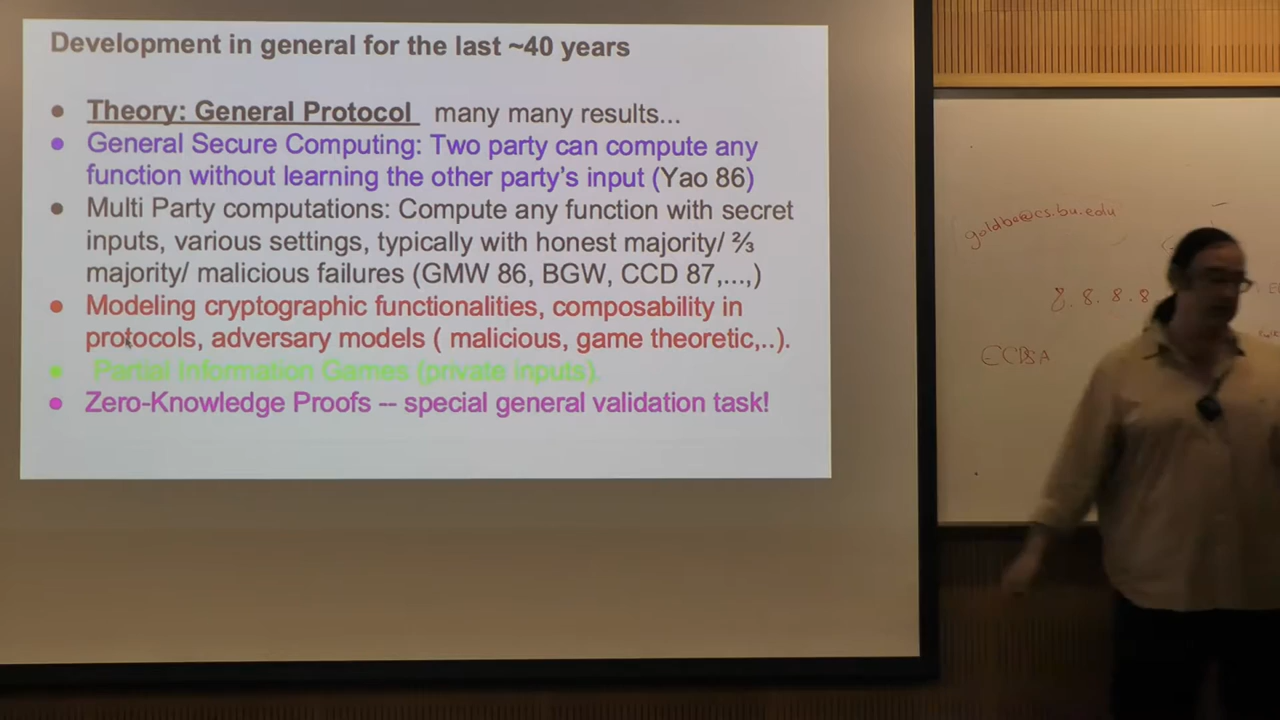 Development in general for the last ~40 years
● Theory: General Protocol many many results...
● General Secure Computing: Two party can compute any
function without learning the other party's input (Yao 86)
● Multi Party computations: Compute any function with secret
inputs, various settings, typically with honest majority/ ⅔
majority/ malicious failures (GMW 86, BGW, CCD 87,...,)
● Modeling cryptographic functionalities, composability in
protocols, adversary models ( malicious, game theoretic,..).
● Partial Information Games (private inputs).
● Zero-Knowledge Proofs -- special general validation task!
goldbe@cs.bu.edu
8.8.8.8